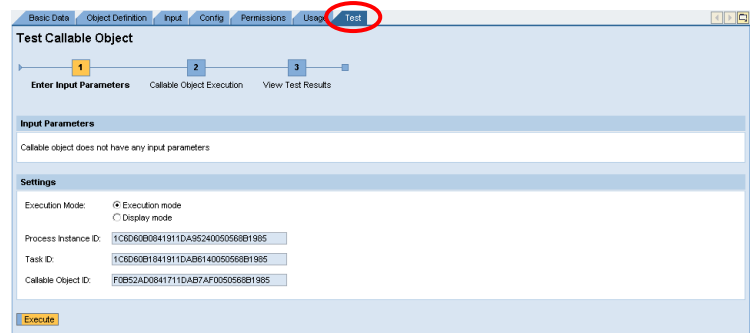 Basic Data Object Definition Input Config Permissions Usage Test
Test Callable Object
1 2 3
Enter Input Parameters Callable Object Execution View Test Results
Input Parameters
Callable object does not have any input parameters
Settings
Execution Mode: Execution mode
Display mode
Process Instance ID: 1C6D60B0841911DA95240050568B1985
Task ID: 1C6D60B1841911DAB6140050568B1985
Callable Object ID: F0B52AD0841711DAB7AF0050568B1985
Execute